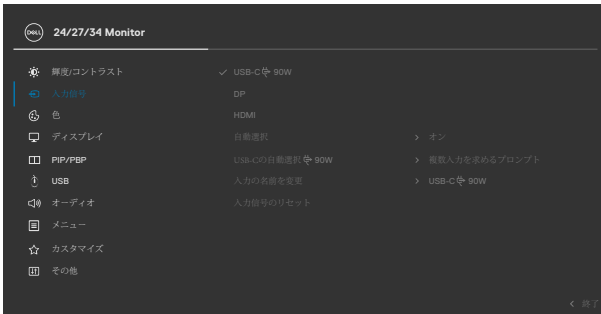 DELL
24/27/34 Monitor
輝度/コントラスト
入力信号
色
ディスプレイ
PIP/PBP
USB
オーディオ
メニュー
カスタマイズ
その他
USB-C 90W
DP
HDMI
自動選択 オン
USB-Cの自動選択 90W 複数入力を求めるプロンプト
入力の名前を変更 USB-C 90W
入力信号のリセット
終了